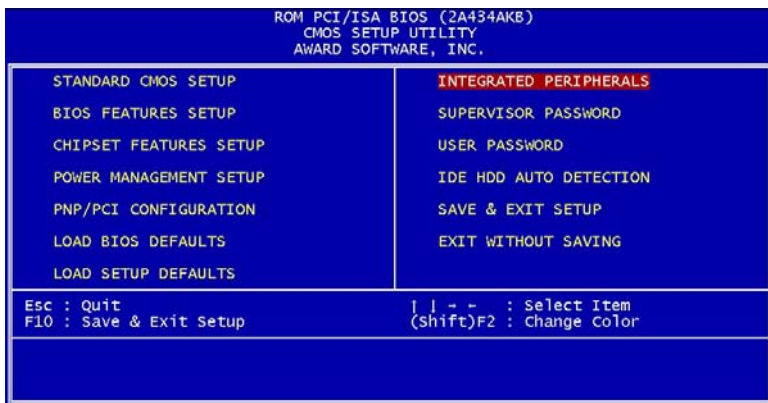 ROM PCI/ISA BIOS (2A434AKB)
CMOS SETUP UTILITY
AWARD SOFTWARE, INC.
STANDARD CMOS SETUP
BIOS FEATURES SETUP
CHIPSET FEATURES SETUP
POWER MANAGEMENT SETUP
PNP/PCI CONFIGURATION
LOAD BIOS DEFAULTS
LOAD SETUP DEFAULTS
INTEGRATED PERIPHERALS
SUPERVISOR PASSWORD
USER PASSWORD
IDE HDD AUTO DETECTION
SAVE & EXIT SETUP
EXIT WITHOUT SAVING
Esc : Quit
F10 : Save & Exit Setup
↑ ↓ → ← : Select Item
(Shift)F2 : Change Color